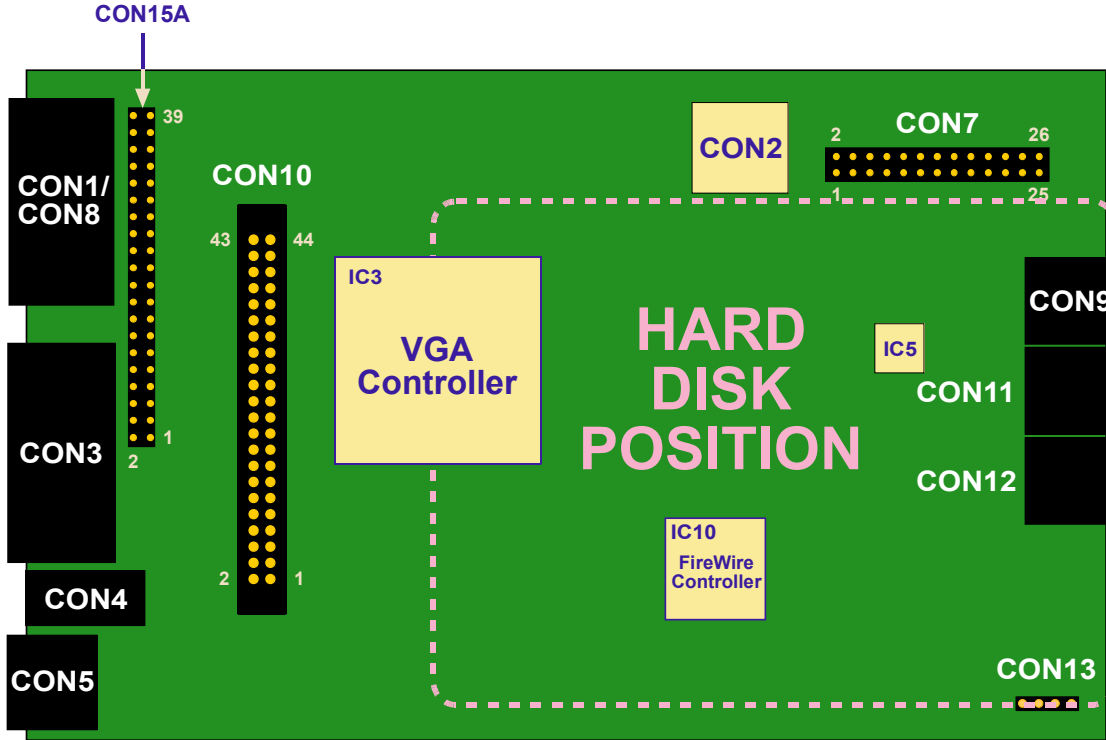 CON15A
39
CON1/
CON8
CON10
43
44
1
2
CON3
2
1
CON4
CON5
IC3
VGA
Controller
CON2
CON7
2
26
1
25
HARD
DISK
POSITION
IC5
CON9
CON11
CON12
IC10
FireWire
Controller
CON13